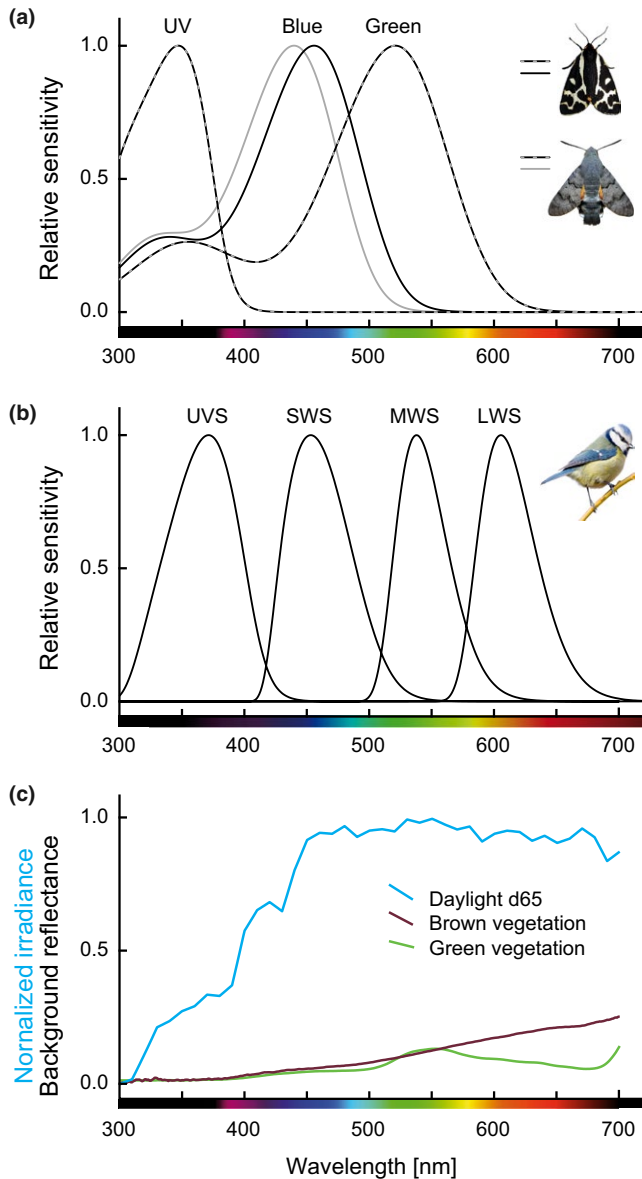 (a)
UV Blue Green
1.0
0.5
0.0
Relative sensitivity
300 400 500 600 700
(b)
UVS SWS MWS LWS
1.0
0.5
0.0
Relative sensitivity
300 400 500 600 700
(c)
1.0
0.5
0.0
Nornalized irradiance
Background reflectance
Daylight d65
Brown vegetation
Green vegetation
300 400 500 600 700
Wavelength [nm]